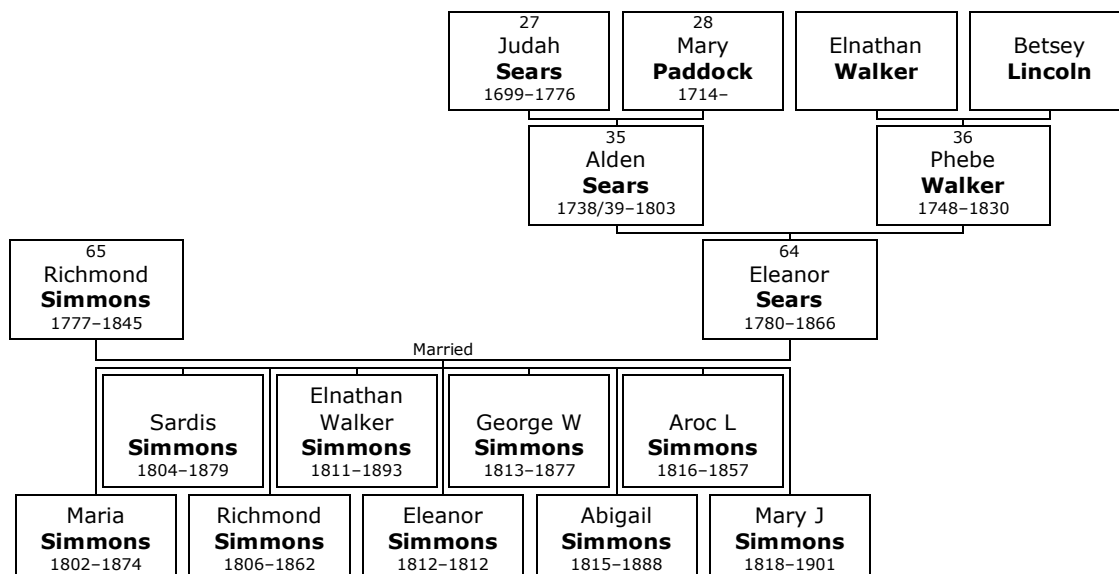 27
Judah
Sears
1699–1776
28
Mary
Paddock
1714–
Elnathan
Walker
Betsey
Lincoln
35
Alden
Sears
1738/39–1803
36
Phebe
Walker
1748–1830
65
Richmond
Simmons
1777–1845
64
Eleanor
Sears
1780–1866
Married
Sardis
Simmons
1804–1879
Elnathan
Walker
Simmons
1811–1893
George W
Simmons
1813–1877
Aroc L
Simmons
1816–1857
Maria
Simmons
1802–1874
Richmond
Simmons
1806–1862
Eleanor
Simmons
1812–1812
Abigail
Simmons
1815–1888
Mary J
Simmons
1818–1901